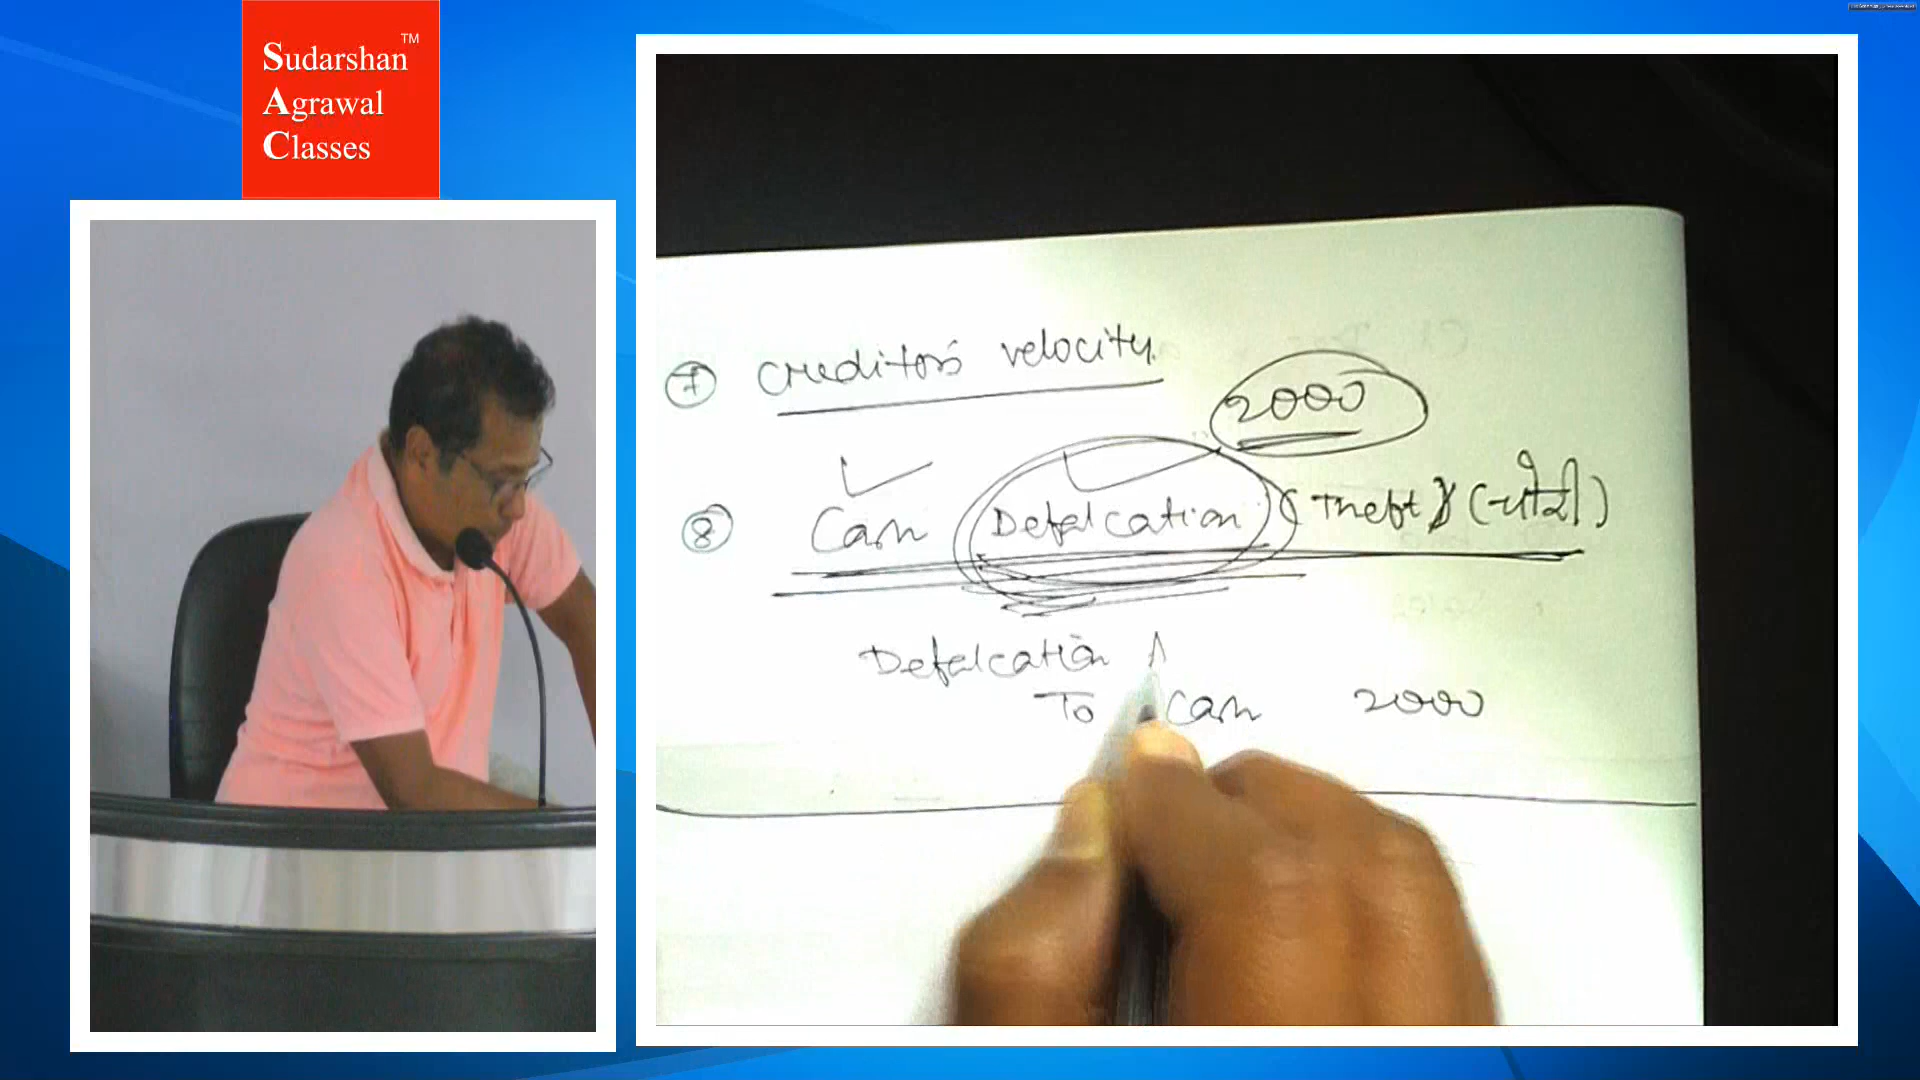 Sudarshan™
Agrawal
Classes
⑦ Creditors velocity
2000
⑧ Cash Defalcation (Theft) (चोरी)
Defalcation A
To Cash 2000